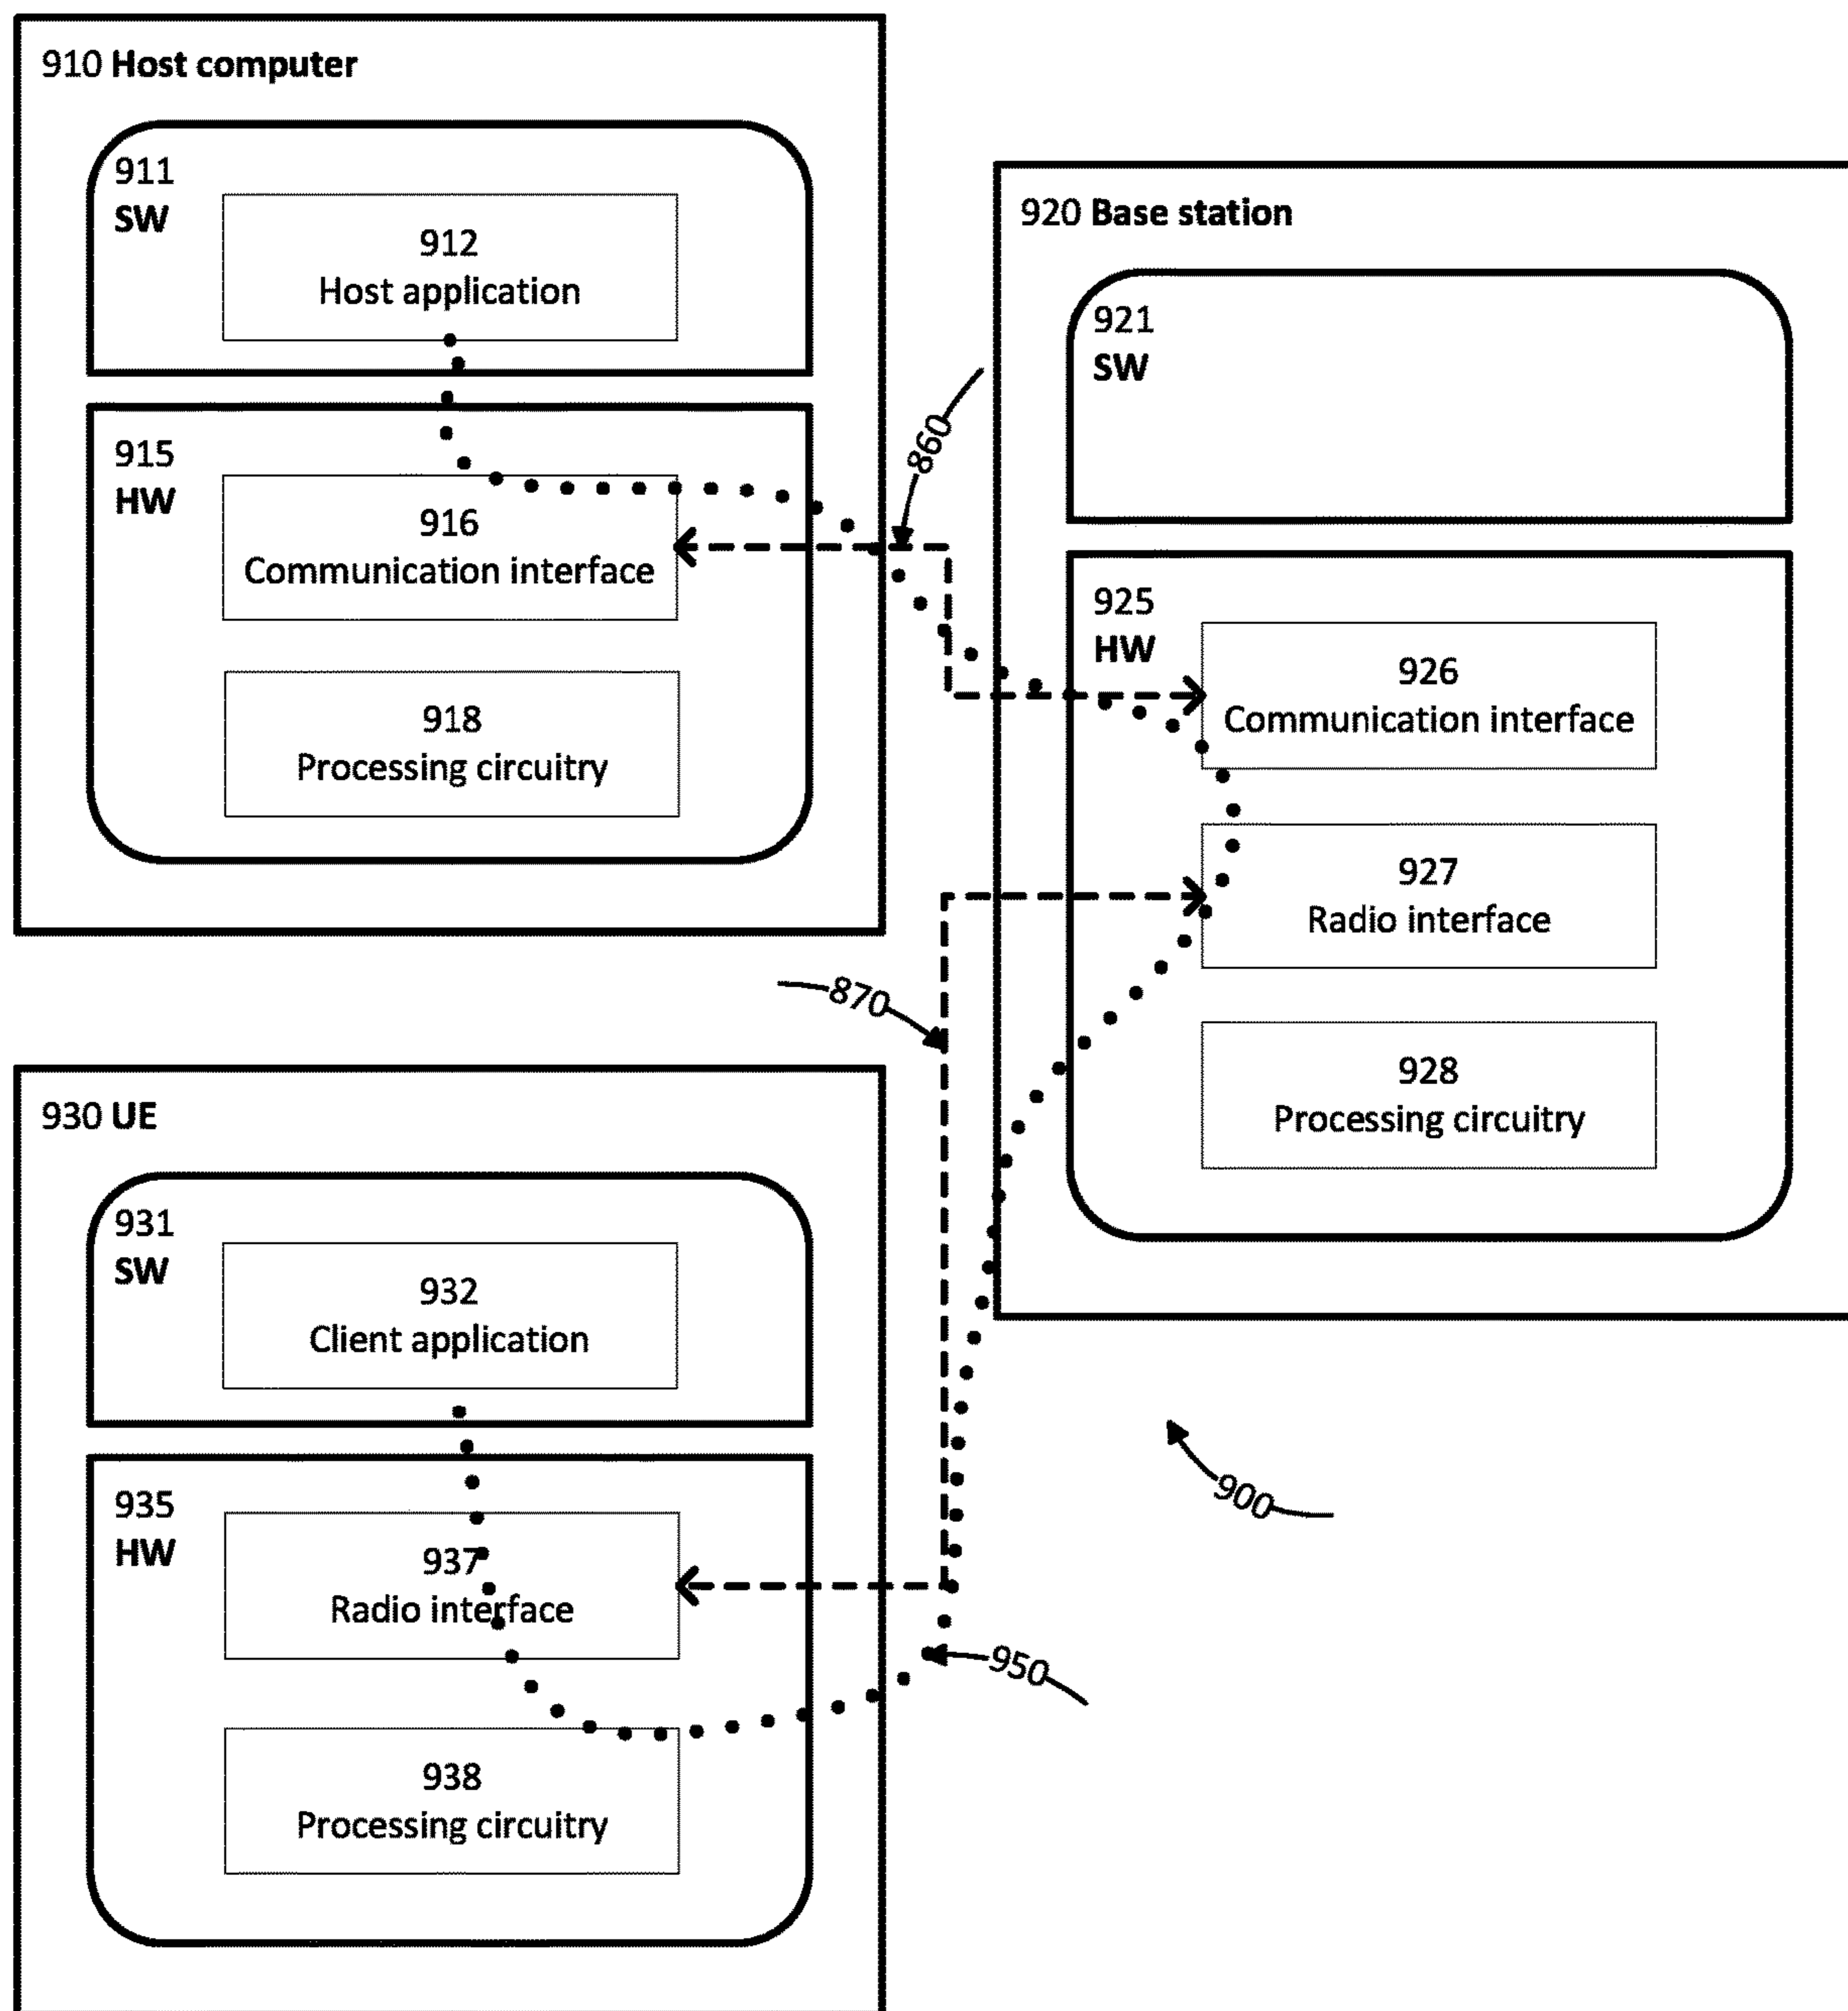 910 Host computer
911
SW
912
Host application
915
HW
916
Communication interface
918
Processing circuitry
860
920 Base station
921
SW
925
HW
926
Communication interface
927
Radio interface
928
Processing circuitry
870
930 UE
931
SW
932
Client application
935
HW
937
Radio interface
938
Processing circuitry
900
950